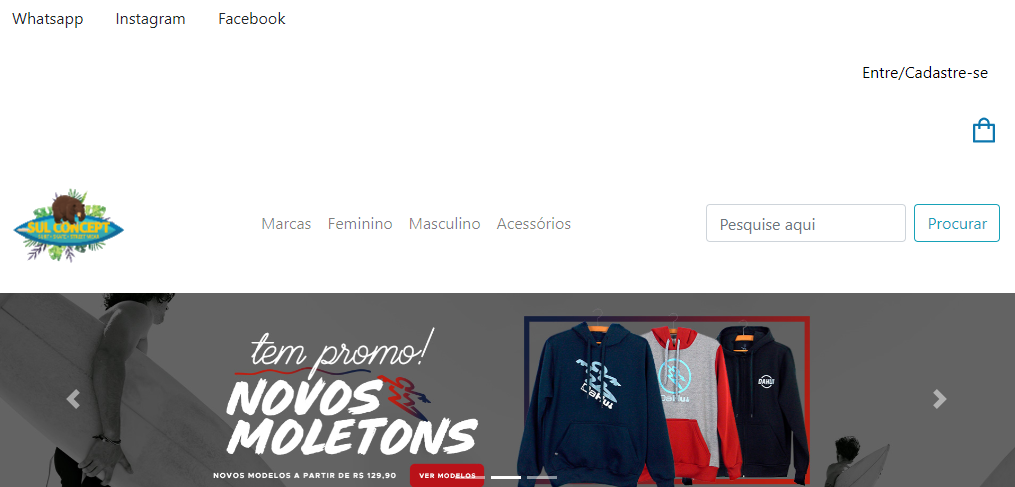 Whatsapp Instagram Facebook
Entre/Cadastre-se
SUL CONCEPT
Marcas Feminino Masculino Acessórios
Pesquise aqui
Procurar
tem promo!
NOVOS
MOLETONS
NOVOS MODELOS A PARTIR DE R$ 129,90
VER MODELOS
DAHUI